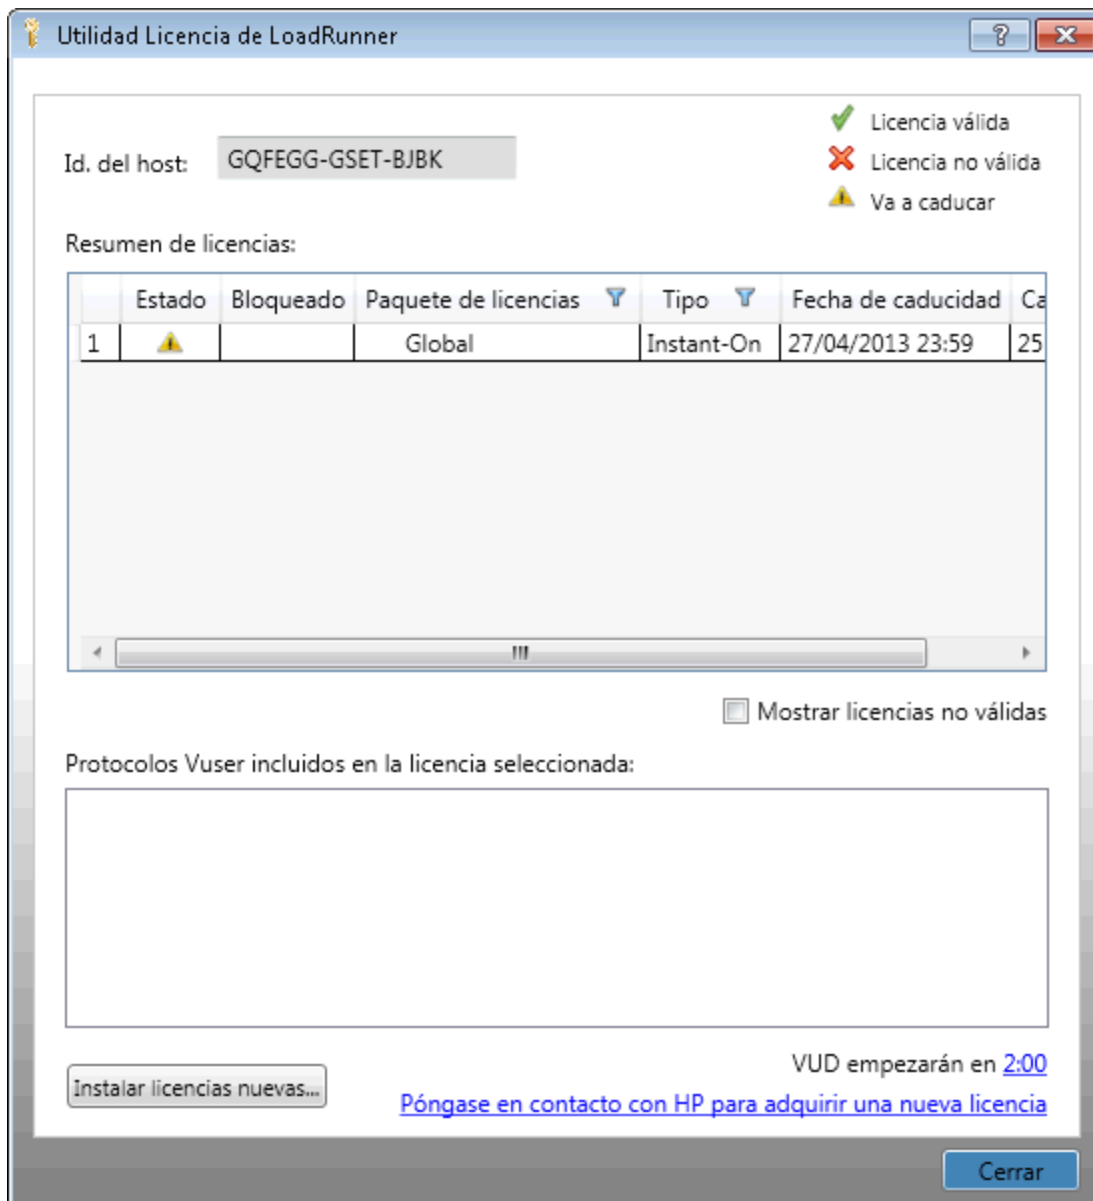 Utilidad Licencia de LoadRunner
Licencia válida
Id. del host: GQFEGG-GSET-BJBK
Licencia no válida
Va a caducar
Resumen de licencias:
Estado Bloqueado Paquete de licencias Tipo Fecha de caducidad Ca
1 Global Instant-On 27/04/2013 23:59 25
Mostrar licencias no válidas
Protocolos Vuser incluidos en la licencia seleccionada:
VUD empezarán en 2:00
Instalar licencias nuevas...
Póngase en contacto con HP para adquirir una nueva licencia
Cerrar